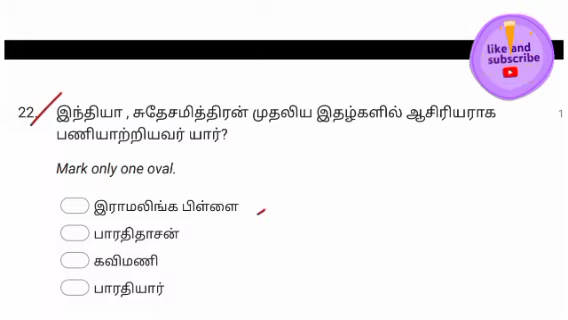 like and
subscribe
22. இந்தியா , சுதேசமித்திரன் முதலிய இதழ்களில் ஆசிரியராக
1
பணியாற்றியவர் யார்?
Mark only one oval.
இராமலிங்க பிள்ளை
பாரதிதாசன்
கவிமணி
பாரதியார்